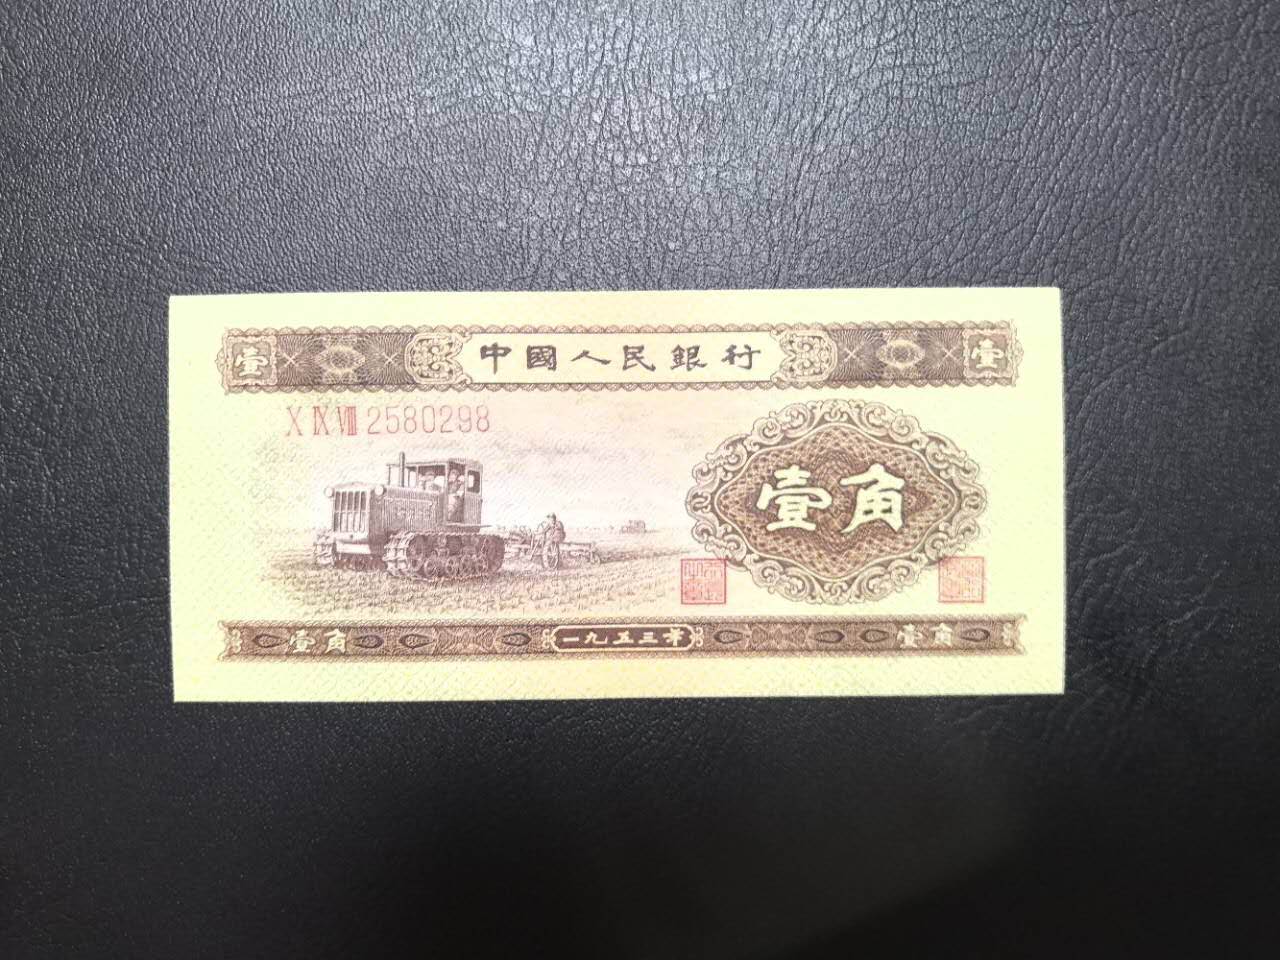 壹 中國人民銀行 壹
X IX VIII 2580298
壹角
壹角 一九五三年 壹角